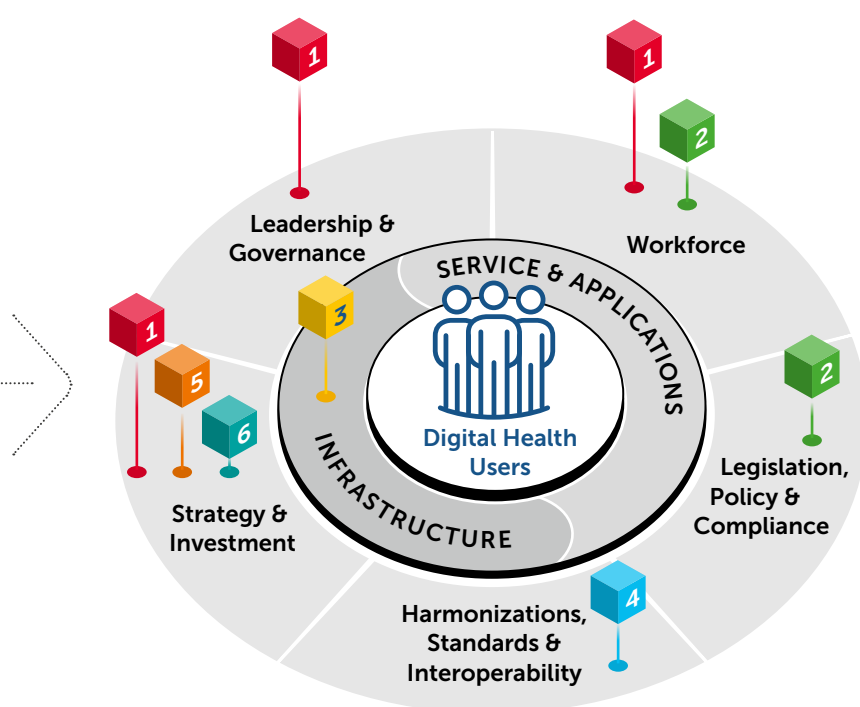 1
1
2
Leadership &
Governance
Workforce
SERVICE & APPLICATIONS
3
1
5
6
2
Digital Health
Users
INFRASTRUCTURE
Legislation,
Policy &
Compliance
Strategy &
Investment
4
Harmonizations,
Standards &
Interoperability